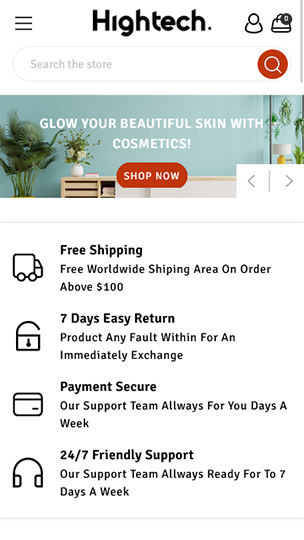 Hightech.
0
Search the store
GLOW YOUR BEAUTIFUL SKIN WITH
COSMETICS!
SHOP NOW
Free Shipping
Free Worldwide Shiping Area On Order
Above $100
7 Days Easy Return
Product Any Fault Within For An
Immediately Exchange
Payment Secure
Our Support Team Allways For You Days A
Week
24/7 Friendly Support
Our Support Team Allways Ready For To 7
Days A Week